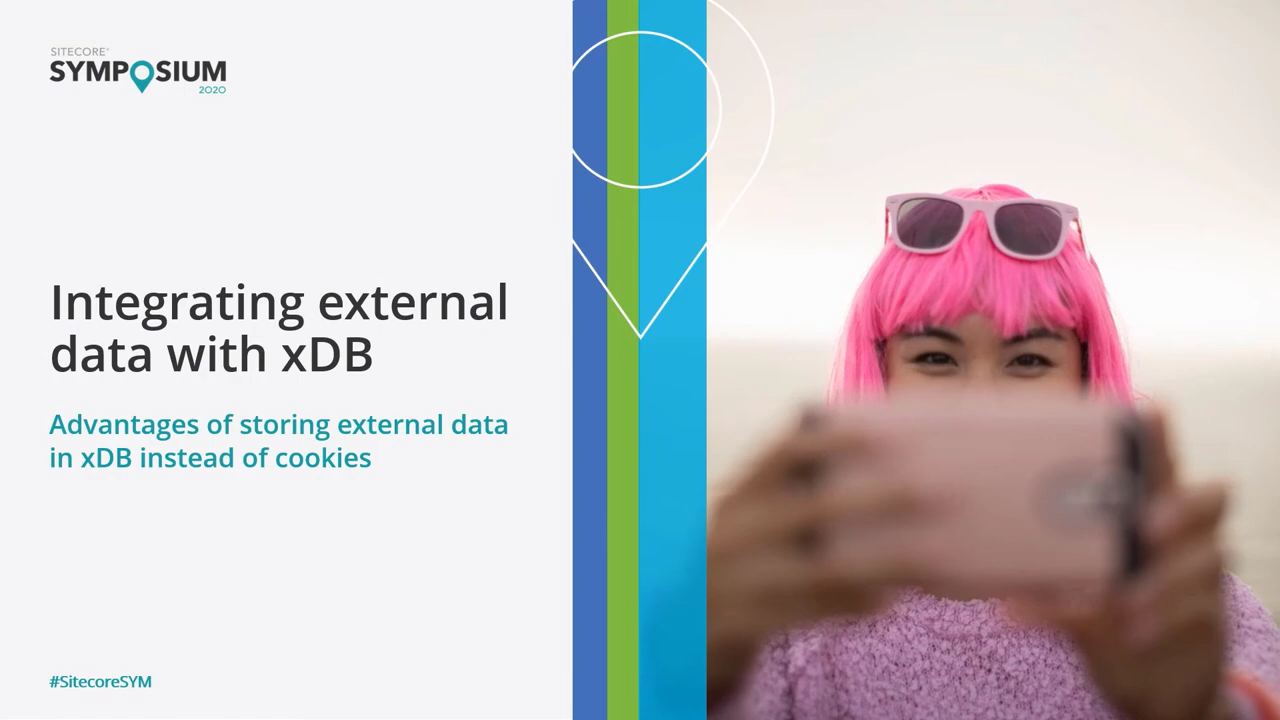 SITECORE®
SYMPOSIUM
2020
Integrating external
data with xDB
Advantages of storing external data
in xDB instead of cookies
#SitecoreSYM